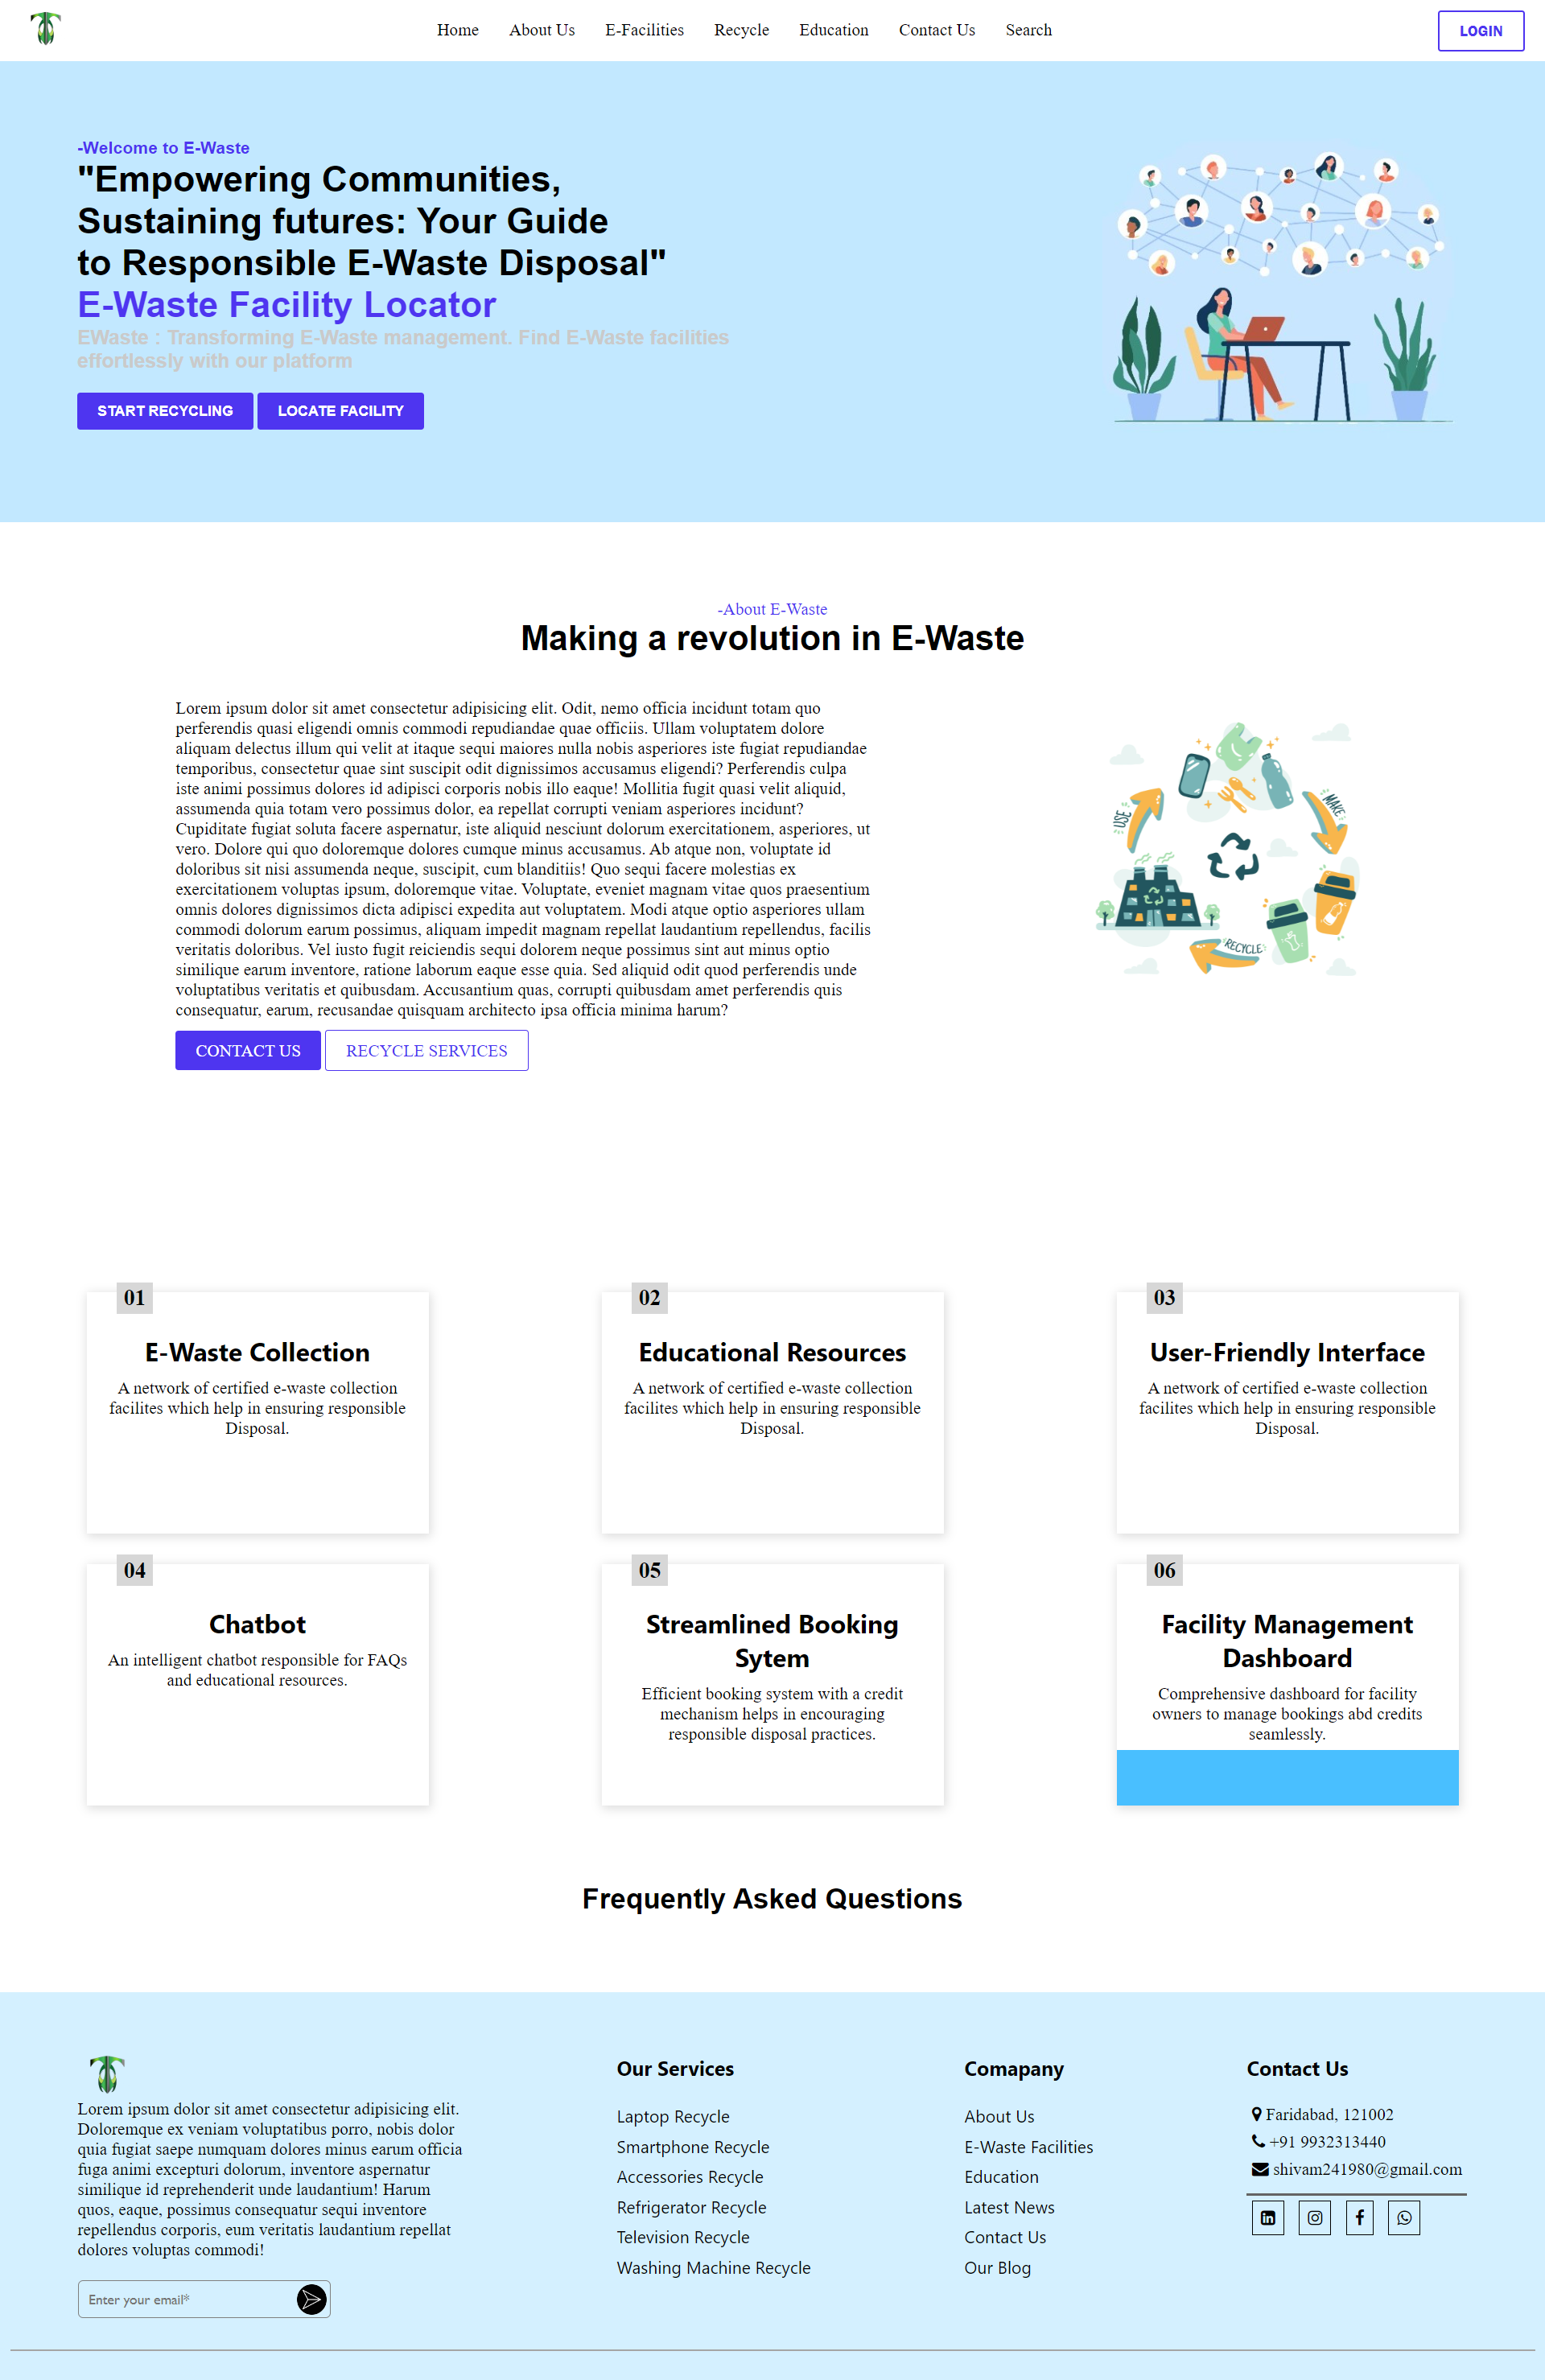 Home About Us E-Facilities Recycle Education Contact Us Search
LOGIN
-Welcome to E-Waste
"Empowering Communities,
Sustaining futures: Your Guide
to Responsible E-Waste Disposal"
E-Waste Facility Locator
EWaste : Transforming E-Waste management. Find E-Waste facilities
effortlessly with our platform
START RECYCLING
LOCATE FACILITY
-About E-Waste
Making a revolution in E-Waste
Lorem ipsum dolor sit amet consectetur adipisicing elit. Odit, nemo officia incidunt totam quo
perferendis quasi eligendi omnis commodi repudiandae quae officiis. Ullam voluptatem dolore
aliquam delectus illum qui velit at itaque sequi maiores nulla nobis asperiores iste fugiat repudiandae
temporibus, consectetur quae sint suscipit odit dignissimos accusamus eligendi? Perferendis culpa
iste animi possimus dolores id adipisci corporis nobis illo eaque! Mollitia fugit quasi velit aliquid,
assumenda quia totam vero possimus dolor, ea repellat corrupti veniam asperiores incidunt?
Cupiditate fugiat soluta facere aspernatur, iste aliquid nesciunt dolorum exercitationem, asperiores, ut
vero. Dolore qui quo doloremque dolores cumque minus accusamus. Ab atque non, voluptate id
doloribus sit nisi assumenda neque, suscipit, cum blanditiis! Quo sequi facere molestias ex
exercitationem voluptas ipsum, doloremque vitae. Voluptate, eveniet magnam vitae quos praesentium
omnis dolores dignissimos dicta adipisci expedita aut voluptatem. Modi atque optio asperiores ullam
commodi dolorum earum possimus, aliquam impedit magnam repellat laudantium repellendus, facilis
veritatis doloribus. Vel iusto fugit reiciendis sequi dolorem neque possimus sint aut minus optio
similique earum inventore, ratione laborum eaque esse quia. Sed aliquid odit quod perferendis unde
voluptatibus veritatis et quibusdam. Accusantium quas, corrupti quibusdam amet perferendis quis
consequatur, earum, recusandae quisquam architecto ipsa officia minima harum?
CONTACT US
RECYCLE SERVICES
USE
MAKE
RECYCLE
01
E-Waste Collection
A network of certified e-waste collection
facilites which help in ensuring responsible
Disposal.
02
Educational Resources
A network of certified e-waste collection
facilites which help in ensuring responsible
Disposal.
03
User-Friendly Interface
A network of certified e-waste collection
facilites which help in ensuring responsible
Disposal.
04
Chatbot
An intelligent chatbot responsible for FAQs
and educational resources.
05
Streamlined Booking
Sytem
Efficient booking system with a credit
mechanism helps in encouraging
responsible disposal practices.
06
Facility Management
Dashboard
Comprehensive dashboard for facility
owners to manage bookings abd credits
seamlessly.
Frequently Asked Questions
Lorem ipsum dolor sit amet consectetur adipisicing elit.
Doloremque ex veniam voluptatibus porro, nobis dolor
quia fugiat saepe numquam dolores minus earum officia
fuga animi excepturi dolorum, inventore aspernatur
similique id reprehenderit unde laudantium! Harum
quos, eaque, possimus consequatur sequi inventore
repellendus corporis, eum veritatis laudantium repellat
dolores voluptas commodi!
Enter your email*
Our Services
Laptop Recycle
Smartphone Recycle
Accessories Recycle
Refrigerator Recycle
Television Recycle
Washing Machine Recycle
Comapany
About Us
E-Waste Facilities
Education
Latest News
Contact Us
Our Blog
Contact Us
Faridabad, 121002
+91 9932313440
shivam241980@gmail.com